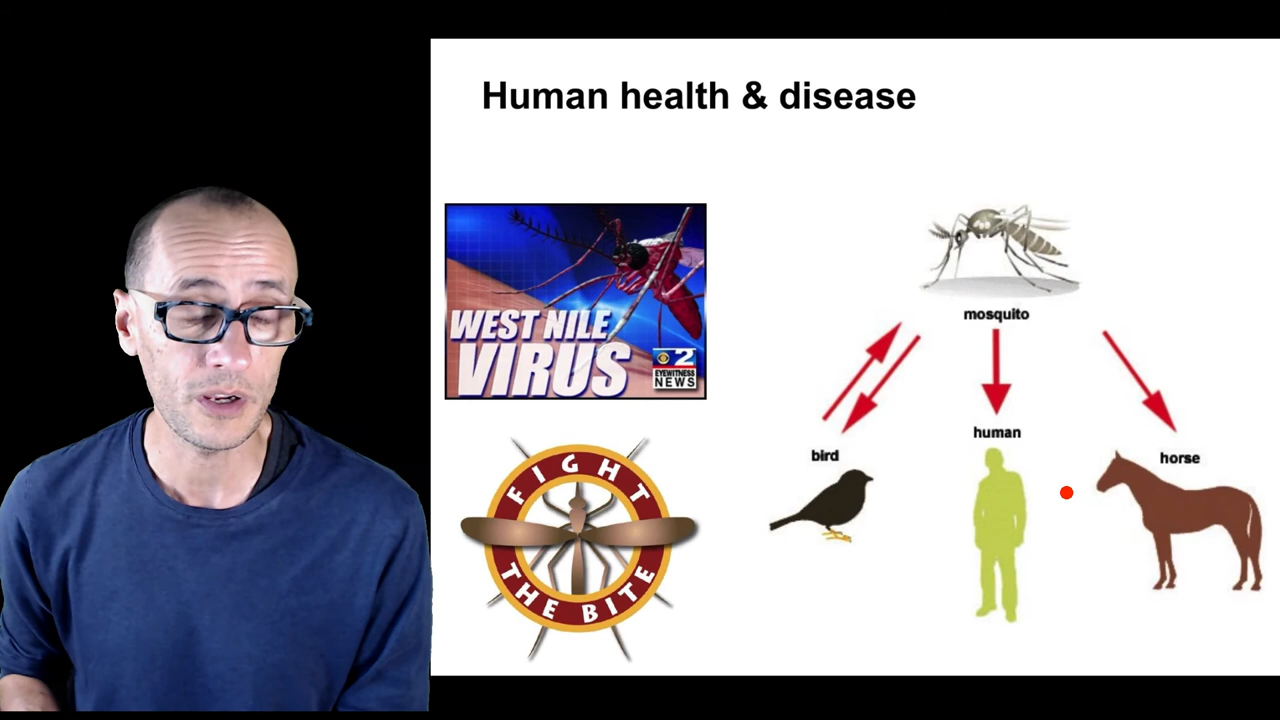 Human health & disease
WEST NILE
VIRUS
2
EYEWITNESS
NEWS
FIGHT
THE BITE
mosquito
bird
human
horse